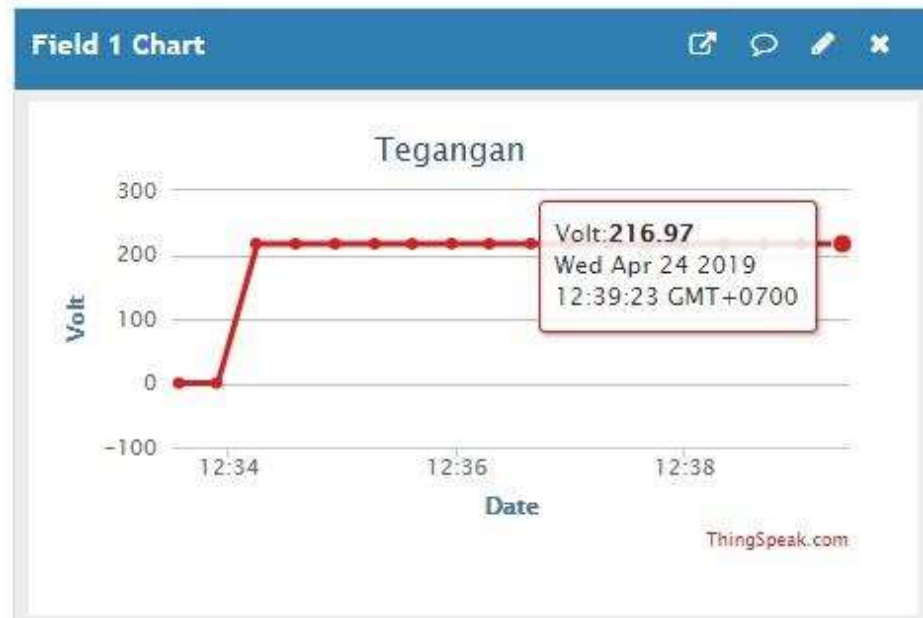 Field 1 Chart
Tegangan
300
200
100
0
-100
Volt
Volt:216.97
Wed Apr 24 2019
12:39:23 GMT+0700
12:34
12:36
12:38
Date
ThingSpeak.com